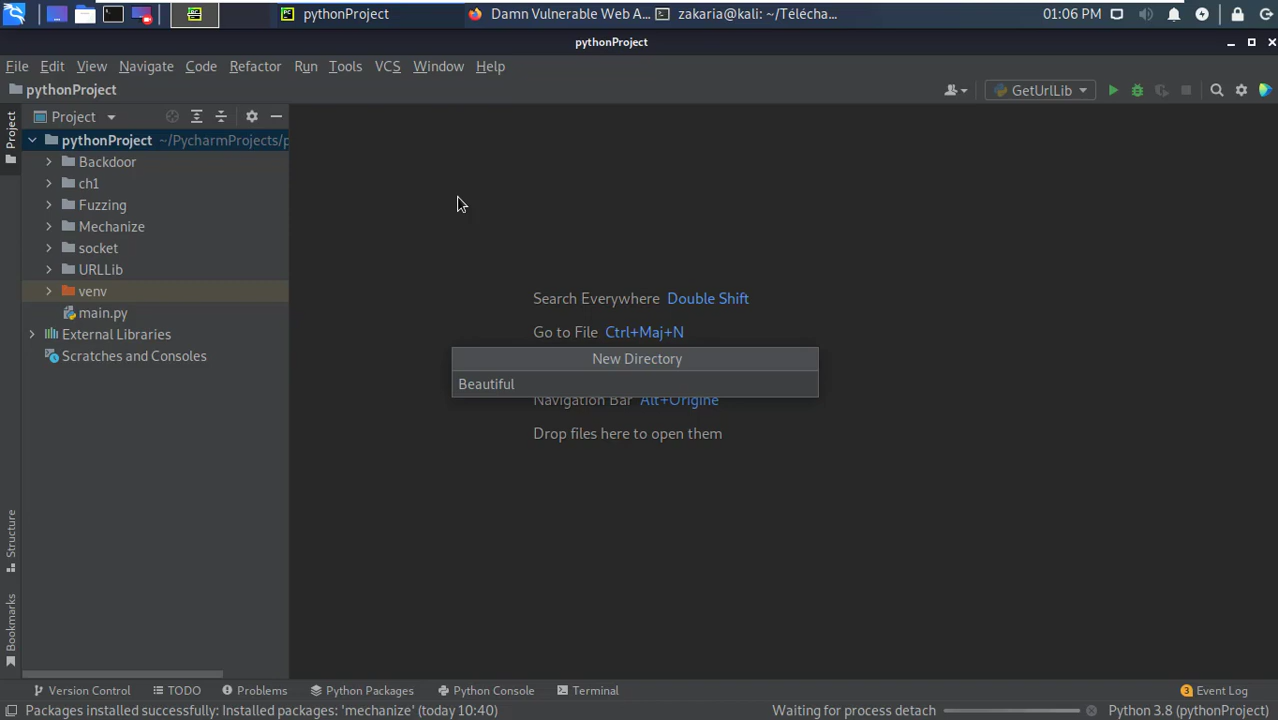 pythonProject
Damn Vulnerable Web A...
zakaria@kali: ~/Télécha...
01:06 PM
pythonProject
File Edit View Navigate Code Refactor Run Tools VCS Window Help
pythonProject
GetUrlLib
Project
Project
pythonProject ~/PycharmProjects/p
Backdoor
ch1
Fuzzing
Mechanize
socket
URLLib
venv
main.py
External Libraries
Scratches and Consoles
Search Everywhere Double Shift
Go to File Ctrl+Maj+N
New Directory
Beautiful
Navigation Bar Alt+Origine
Drop files here to open them
Structure
Bookmarks
Version Control TODO Problems Python Packages Python Console Terminal
3 Event Log
Packages installed successfully: Installed packages: 'mechanize' (today 10:40)
Waiting for process detach
Python 3.8 (pythonProject)